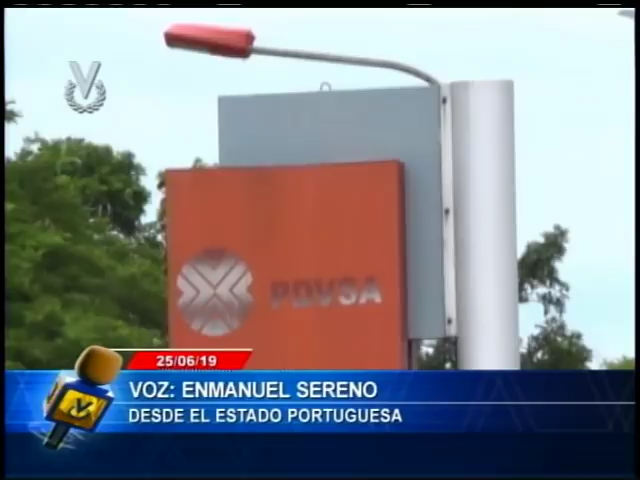 PDVSA
25/06/19
VOZ: ENMANUEL SERENO
DESDE EL ESTADO PORTUGUESA